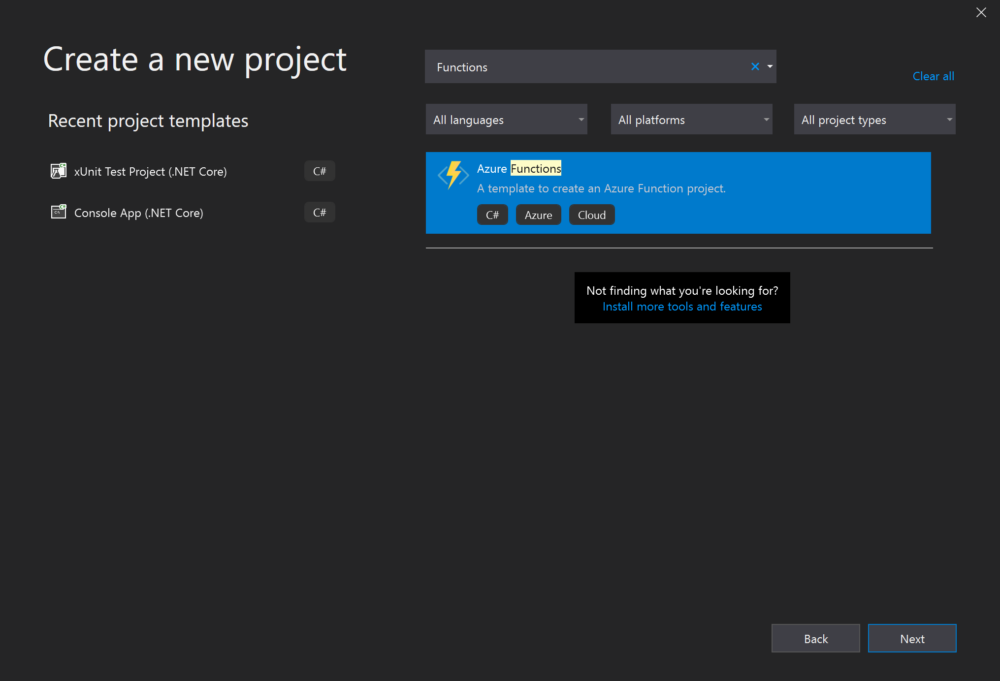 Create a new project
Recent project templates
xUnit Test Project (.NET Core)
C#
Console App (.NET Core)
C#
Functions
Clear all
All languages
All platforms
All project types
Azure Functions
A template to create an Azure Function project.
C# Azure Cloud
Not finding what you're looking for?
Install more tools and features
Back
Next